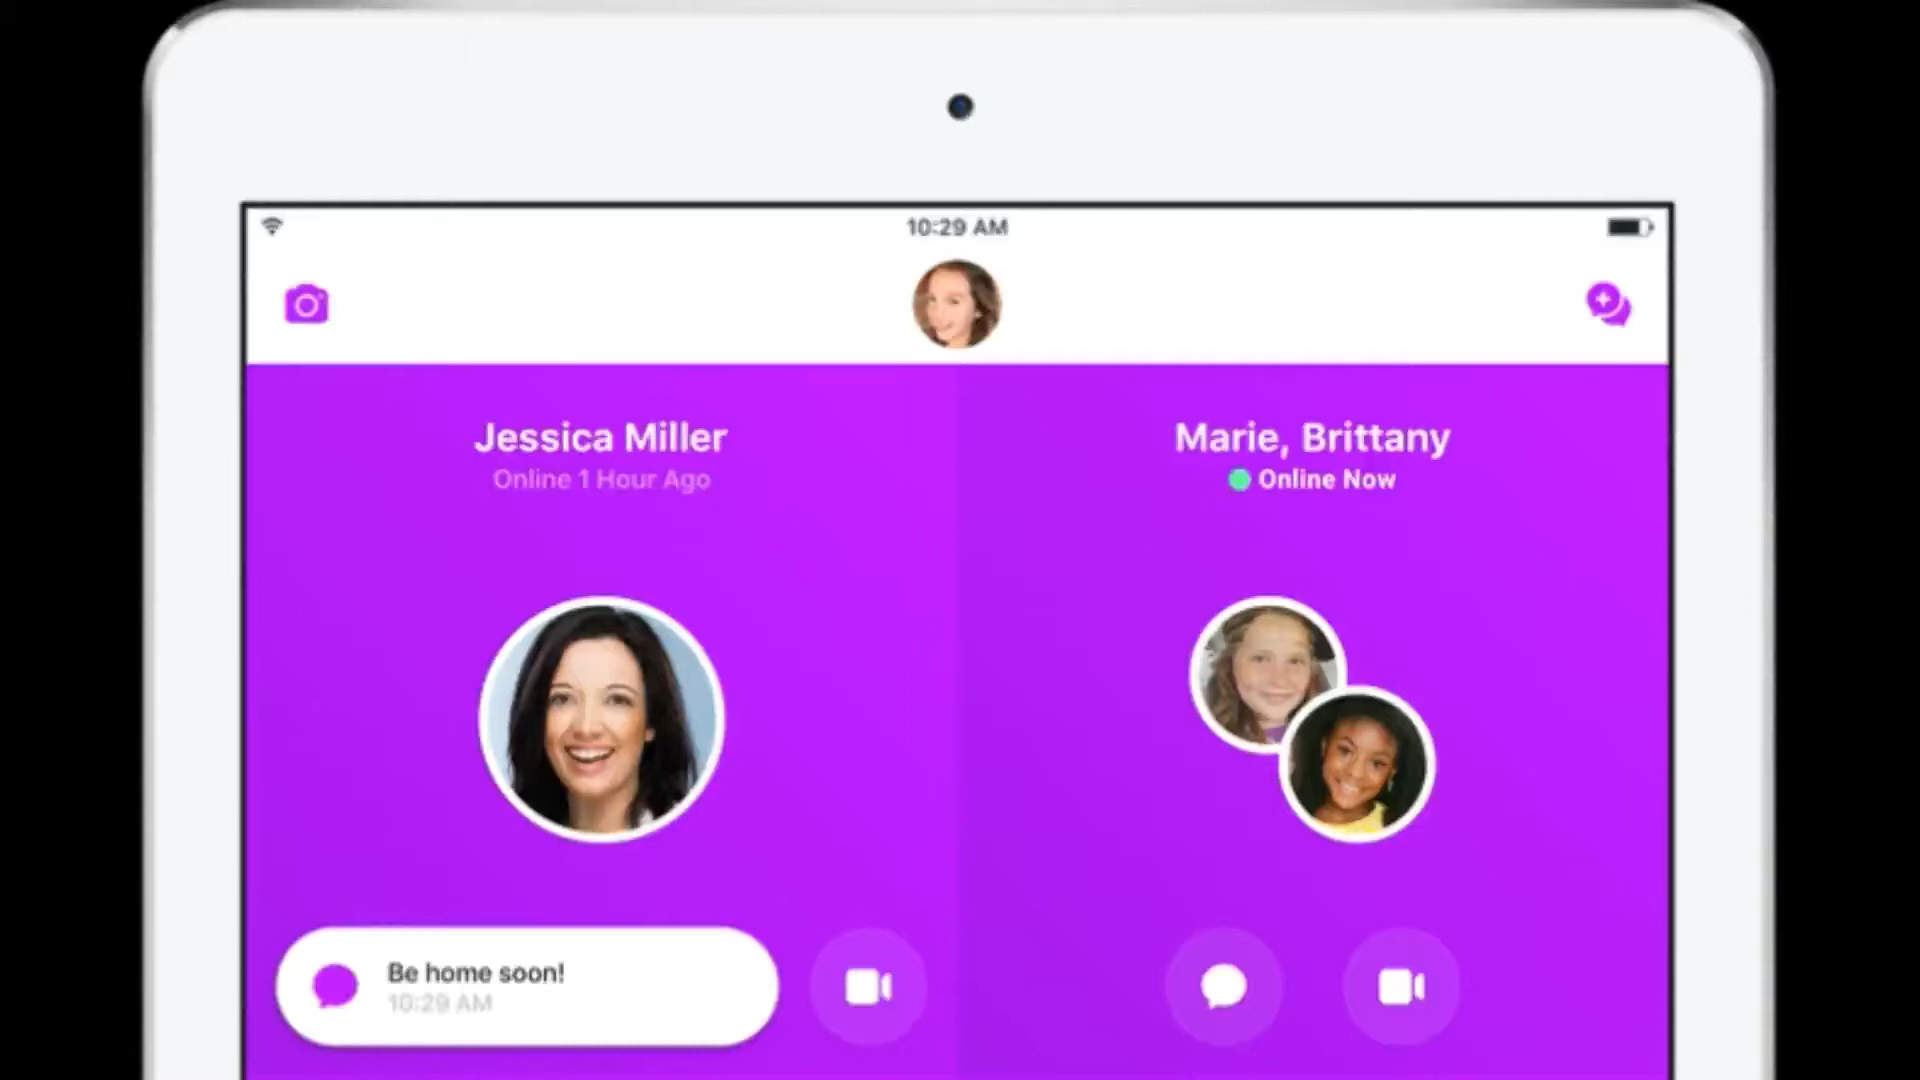 10:29 AM
Jessica Miller
Online 1 Hour Ago
Marie, Brittany
Online Now
Be home soon!
10:29 AM